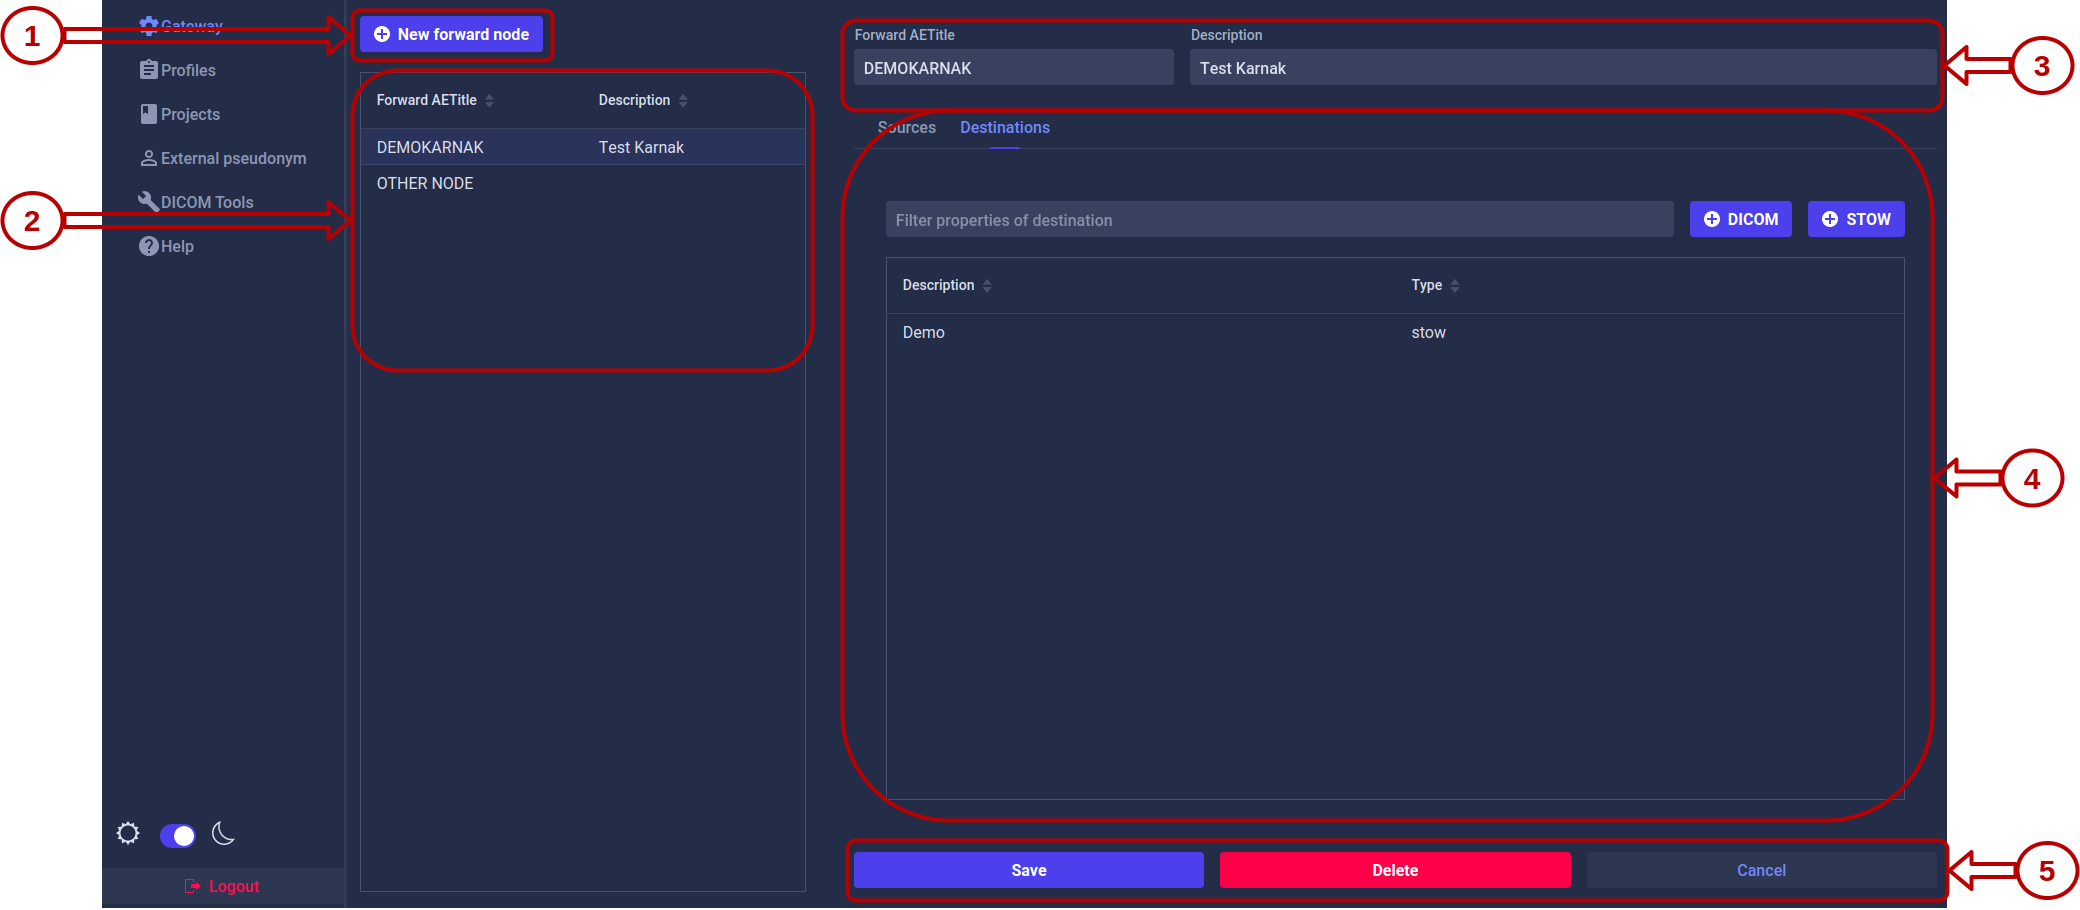 1
Gateway
Profiles
Projects
External pseudonym
2
DICOM Tools
Help
Logout
New forward node
Forward AETitle Description
DEMOKARNAK Test Karnak
OTHER NODE
Forward AETitle Description
DEMOKARNAK Test Karnak
3
Sources Destinations
Filter properties of destination DICOM STOW
Description Type
Demo stow
4
Save Delete Cancel
5